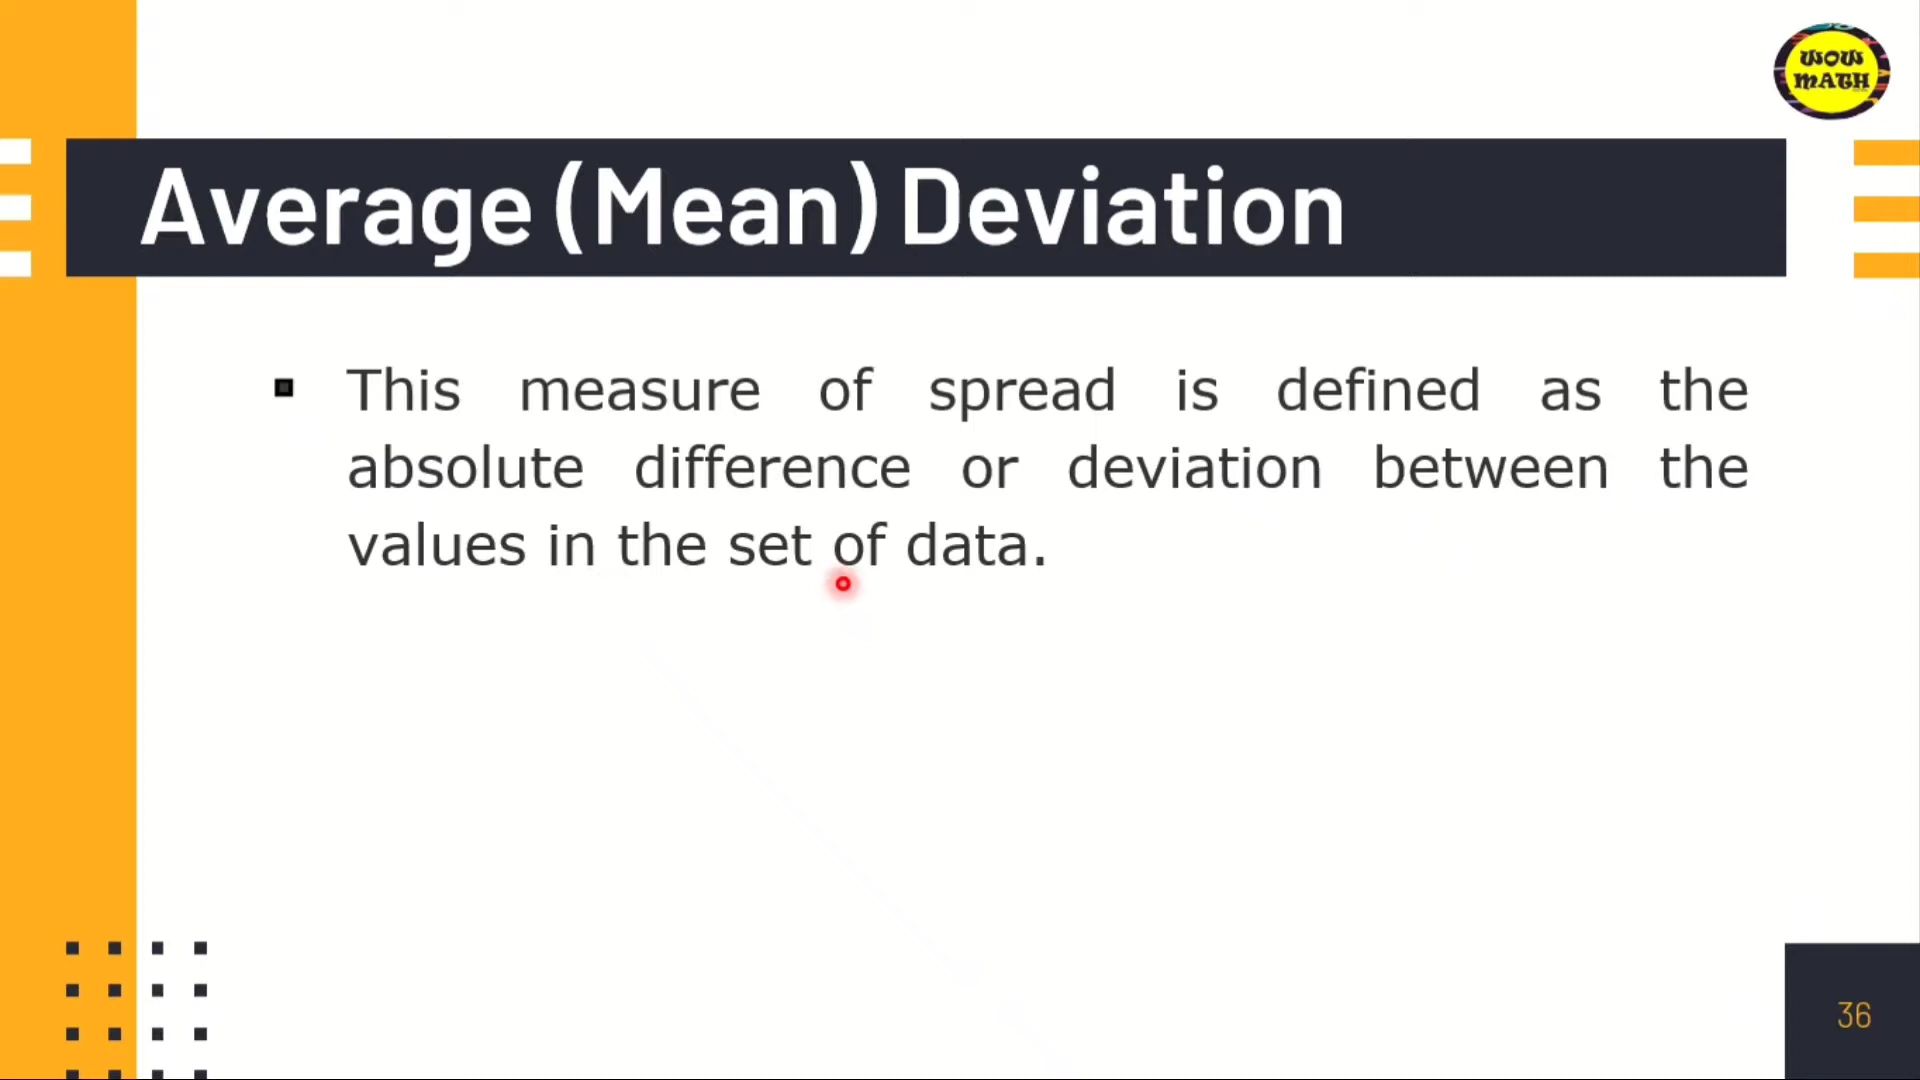 WOW
MATH
Average (Mean) Deviation
▪ This measure of spread is defined as the
absolute difference or deviation between the
values in the set of data.
36